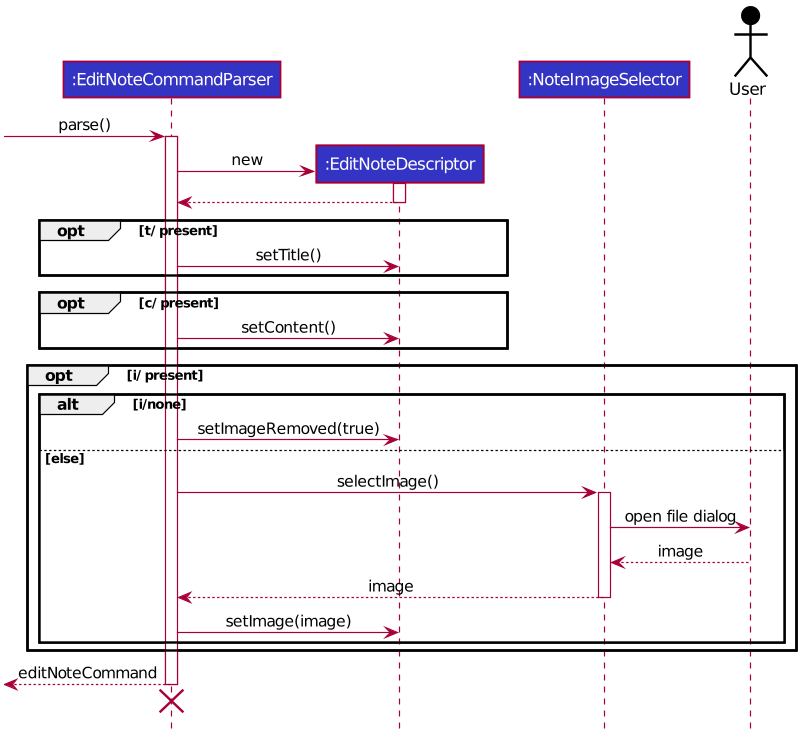 User
:EditNoteCommandParser
:NoteImageSelector
parse()
new
:EditNoteDescriptor
opt [t/ present]
setTitle()
opt [c/ present]
setContent()
opt [i/ present]
alt [i/none]
setImageRemoved(true)
[else]
selectImage()
open file dialog
image
image
setImage(image)
editNoteCommand